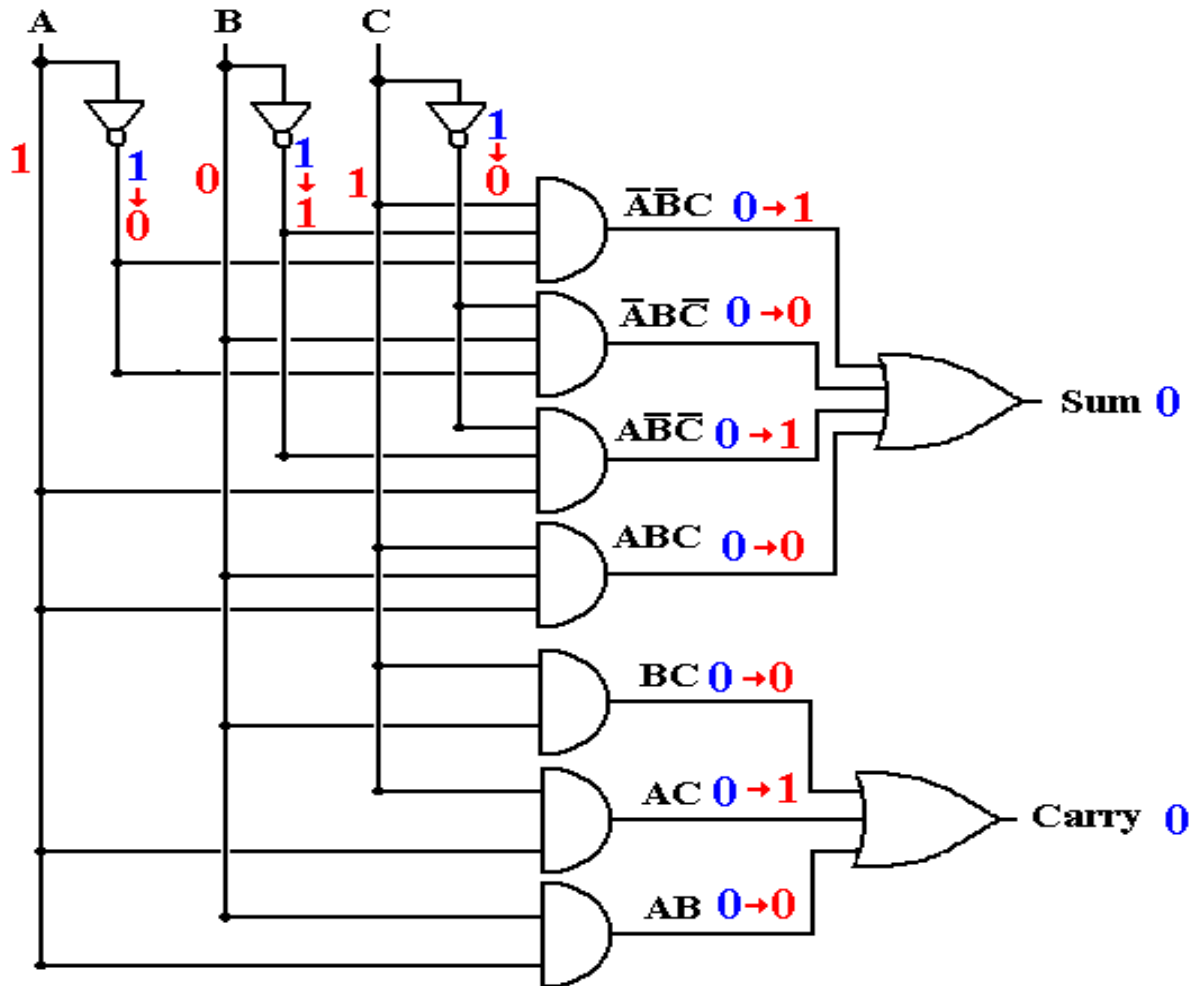 A B C
1 1→0 0 1→1 1 1→0
A̅B̅C 0→1
A̅BC̅ 0→0
AB̅C̅ 0→1
Sum 0
ABC 0→0
BC 0→0
AC 0→1
Carry 0
AB 0→0